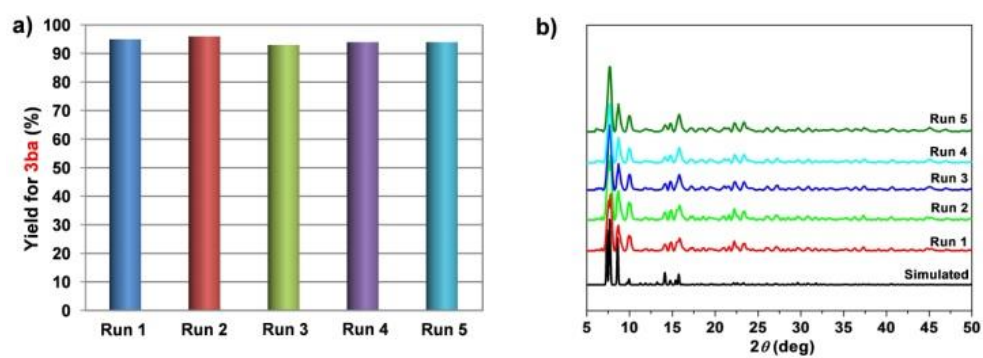 a)
Yield for 3ba (%)
100
90
80
70
60
50
40
30
20
10
0
Run 1 Run 2 Run 3 Run 4 Run 5
b)
Run 5
Run 4
Run 3
Run 2
Run 1
Simulated
5 10 15 20 25 30 35 40 45 50
2θ (deg)